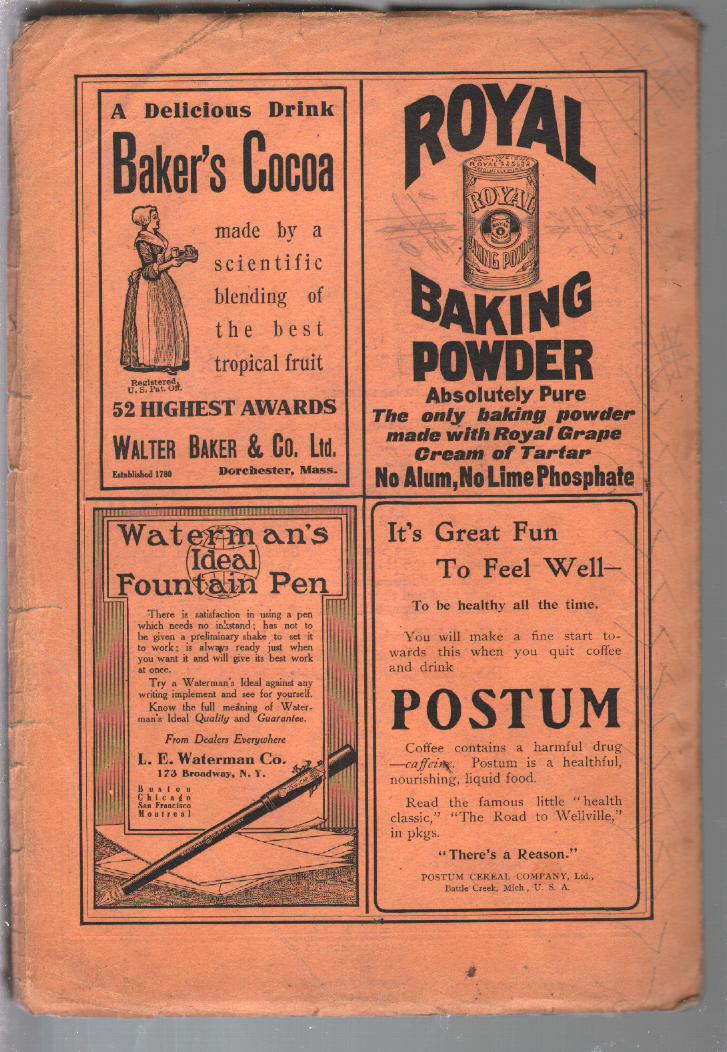 A Delicious Drink
Baker's Cocoa
made by a
scientific
blending of
the best
tropical fruit
Registered,
U. S. Pat. Off.
52 HIGHEST AWARDS
WALTER BAKER & CO. Ltd.
Established 1780 Dorchester, Mass.
ROYAL
ROYAL
BAKING POWDER
BAKING
POWDER
Absolutely Pure
The only baking powder
made with Royal Grape
Cream of Tartar
No Alum, No Lime Phosphate
Waterman's
Ideal
Fountain Pen
There is satisfaction in using a pen
which needs no inkstand; has not to
be given a preliminary shake to set it
to work; is always ready just when
you want it and will give its best work
at once.
Try a Waterman's Ideal against any
writing implement and see for yourself.
Know the full meaning of Water-
man's Ideal Quality and Guarantee.
From Dealers Everywhere
L. E. Waterman Co.
173 Broadway, N. Y.
Boston
Chicago
San Francisco
Montreal
It's Great Fun
To Feel Well—
To be healthy all the time.
You will make a fine start to-
wards this when you quit coffee
and drink
POSTUM
Coffee contains a harmful drug
—caffeine. Postum is a healthful,
nourishing, liquid food.
Read the famous little "health
classic," "The Road to Wellville,"
in pkgs.
"There's a Reason."
POSTUM CEREAL COMPANY, Ltd.,
Battle Creek, Mich., U. S. A.